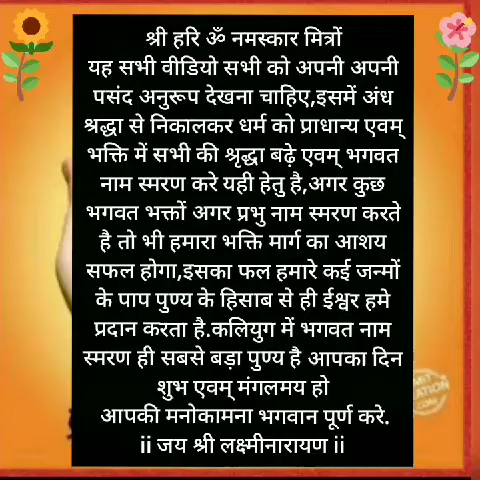 श्री हरि ॐ नमस्कार मित्रों
यह सभी वीडियो सभी को अपनी अपनी
पसंद अनुरूप देखना चाहिए,इसमें अंध
श्रद्धा से निकालकर धर्म को प्राधान्य एवम्
भक्ति में सभी की श्रृद्धा बढ़े एवम् भगवत
नाम स्मरण करे यही हेतु है,अगर कुछ
भगवत भक्तों अगर प्रभु नाम स्मरण करते
है तो भी हमारा भक्ति मार्ग का आशय
सफल होगा,इसका फल हमारे कई जन्मों
के पाप पुण्य के हिसाब से ही ईश्वर हमे
प्रदान करता है.कलियुग में भगवत नाम
स्मरण ही सबसे बड़ा पुण्य है आपका दिन
शुभ एवम् मंगलमय हो
आपकी मनोकामना भगवान पूर्ण करे.
ii जय श्री लक्ष्मीनारायण ii